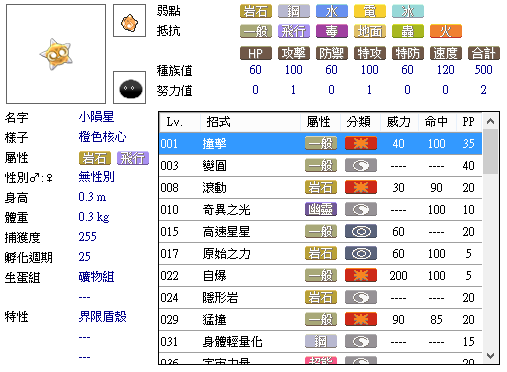 弱點 岩石 鋼 水 電 冰
抵抗 一般 飛行 毒 地面 蟲 火
HP 攻擊 防禦 特攻 特防 速度 合計
種族值 60 100 60 100 60 120 500
努力值 0 1 0 1 0 0 2
名字 小隕星
樣子 橙色核心
屬性 岩石 飛行
性別♂:♀ 無性別
身高 0.3 m
體重 0.3 kg
捕獲度 255
孵化週期 25
生蛋組 礦物組
---
特性 界限盾殼
---
---
Lv. 招式 屬性 分類 威力 命中 PP
001 撞擊 一般 40 100 35
003 變圓 一般 ---- ---- 40
008 滾動 岩石 30 90 20
010 奇異之光 幽靈 ---- 100 10
015 高速星星 一般 60 ---- 20
017 原始之力 岩石 60 100 5
022 自爆 一般 200 100 5
024 隱形岩 岩石 ---- ---- 20
029 猛撞 一般 90 85 20
031 身體輕量化 鋼 ---- ---- 15
036 宇宙力量 超能 ---- ---- 20